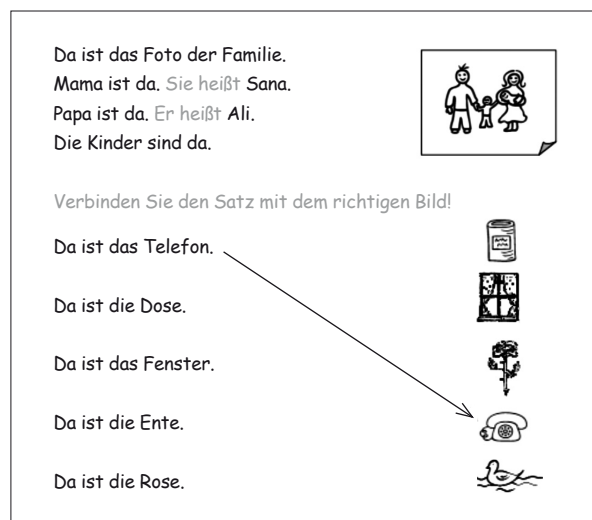 Da ist das Foto der Familie.
Mama ist da. Sie heißt Sana.
Papa ist da. Er heißt Ali.
Die Kinder sind da.
Verbinden Sie den Satz mit dem richtigen Bild!
Da ist das Telefon.
Da ist die Dose.
Da ist das Fenster.
Da ist die Ente.
Da ist die Rose.